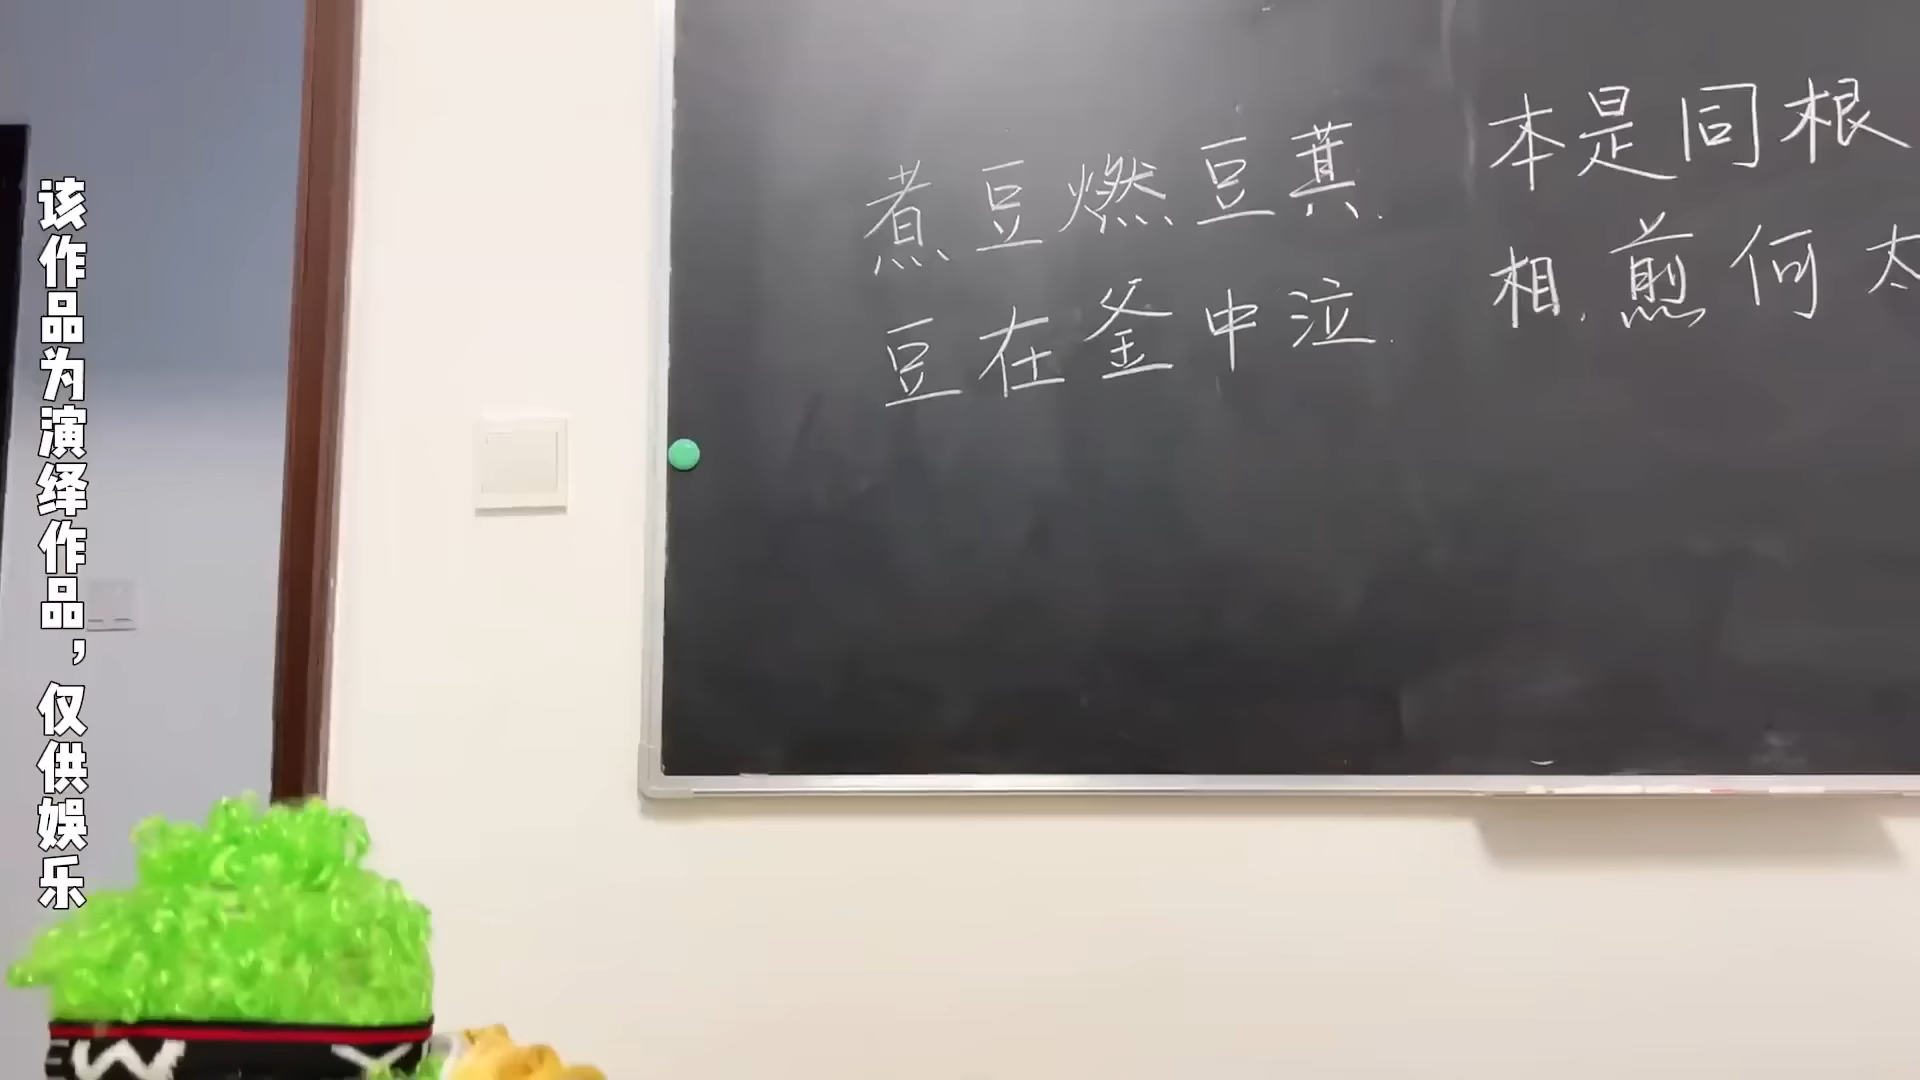 该作品为演绎作品，仅供娱乐
煮豆燃豆萁
豆在釜中泣
本是同根
相煎何太